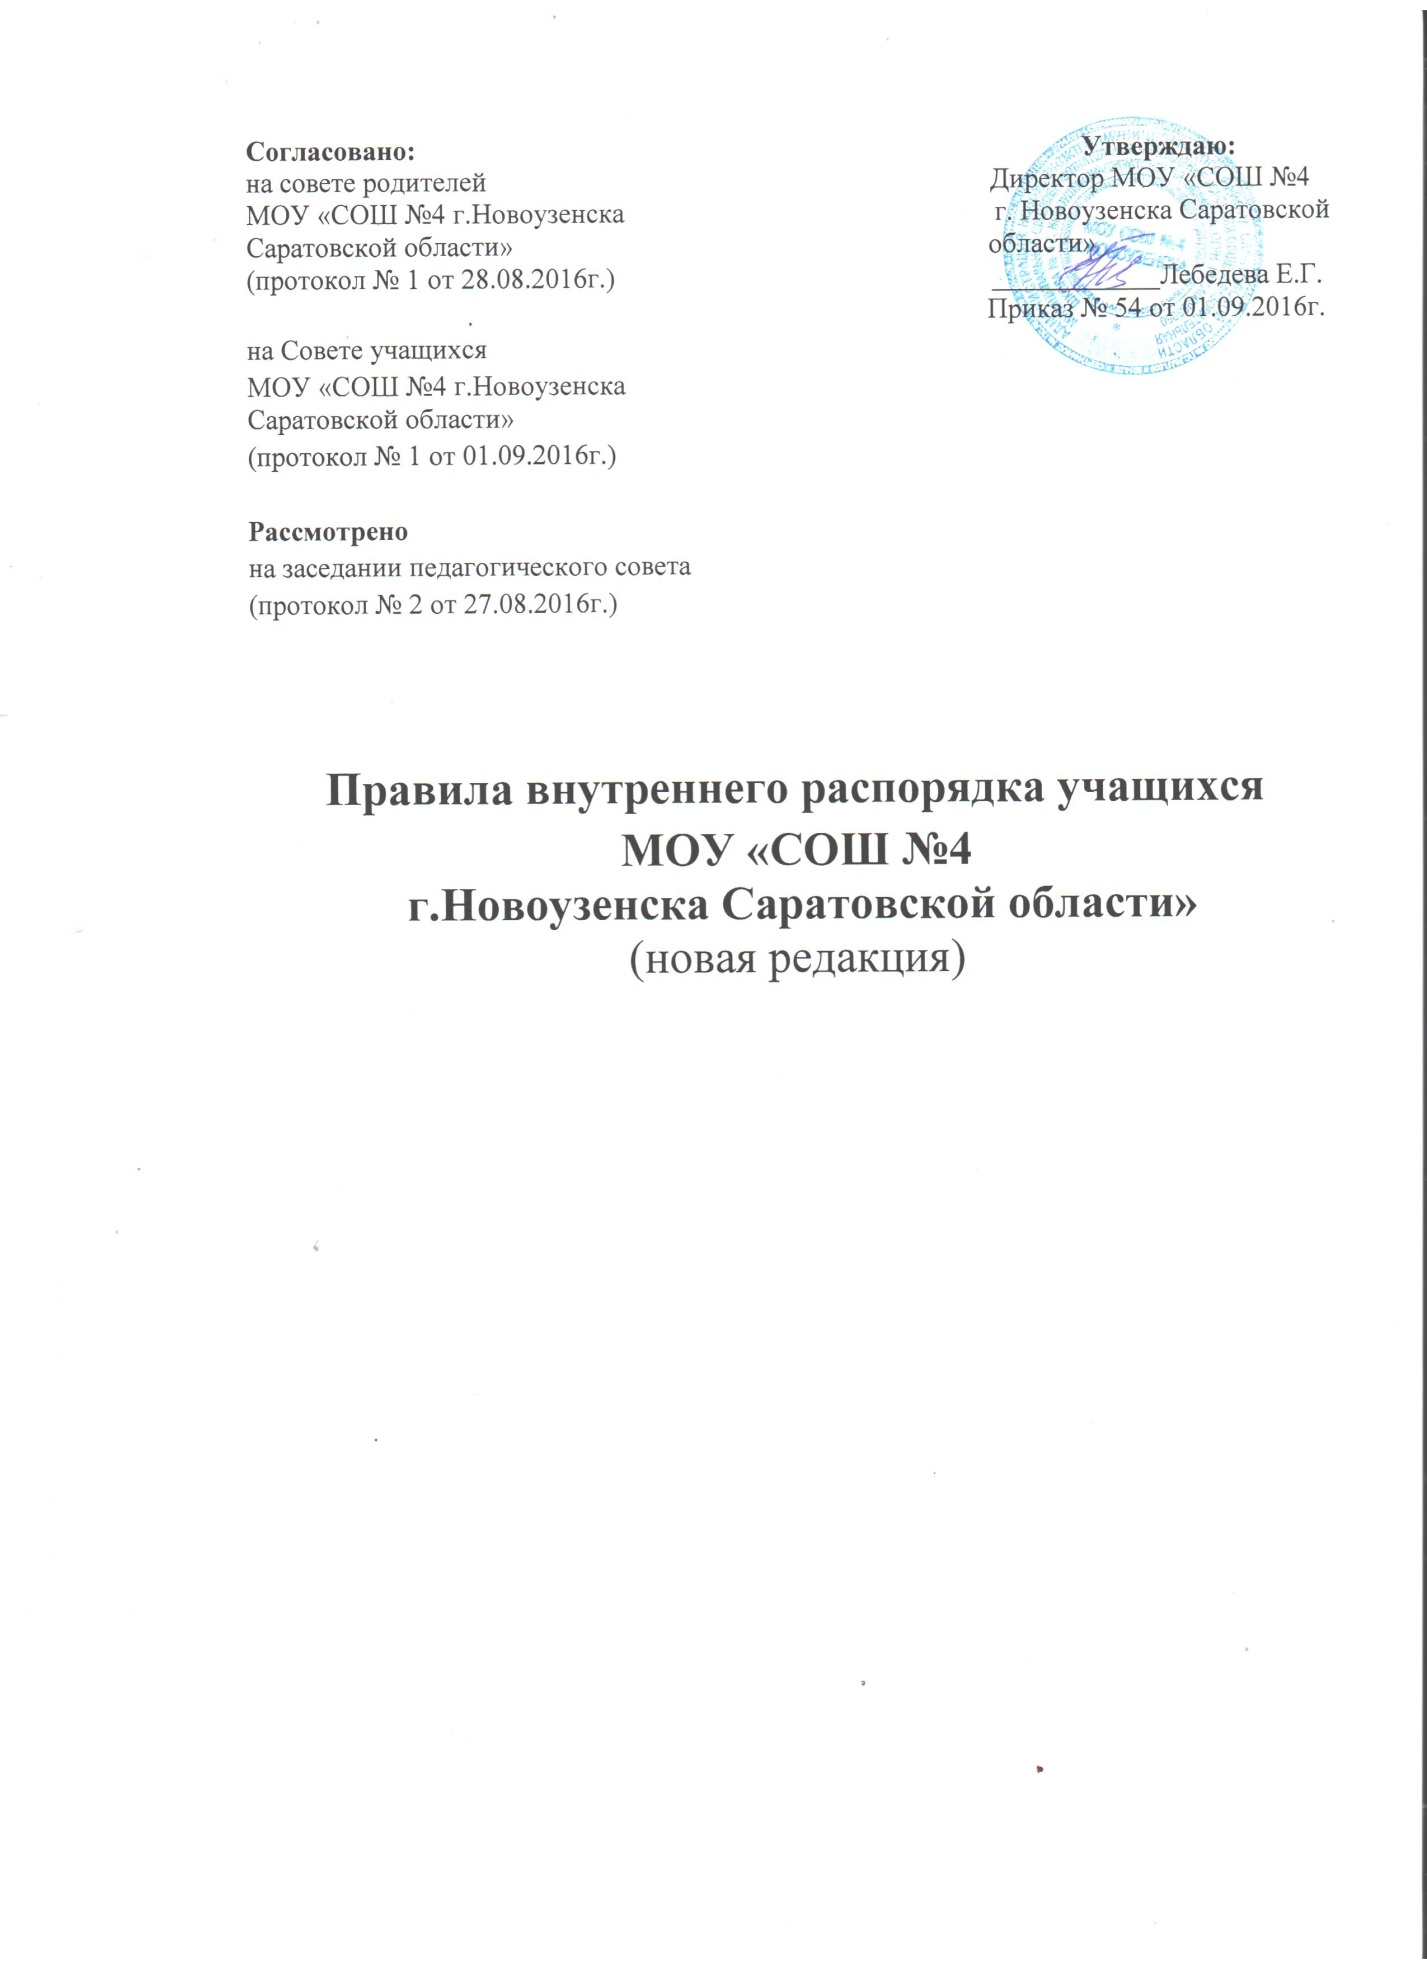 Согласовано:
на совете родителей
МОУ «СОШ №4 г.Новоузенска
Саратовской области»
(протокол № 1 от 28.08.2016г.)
на Совете учащихся
МОУ «СОШ №4 г.Новоузенска
Саратовской области»
(протокол № 1 от 01.09.2016г.)
Рассмотрено
на заседании педагогического совета
(протокол № 2 от 27.08.2016г.)
Утверждаю:
Директор МОУ «СОШ №4
г. Новоузенска Саратовской
области»
Лебедева Е.Г.
Приказ № 54 от 01.09.2016г.
Правила внутреннего распорядка учащихся
МОУ «СОШ №4
г.Новоузенска Саратовской области»
(новая редакция)